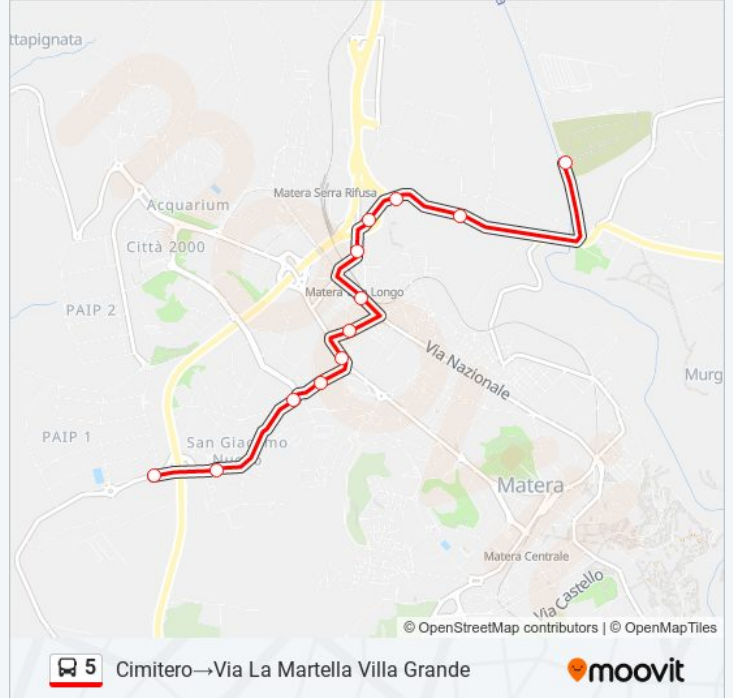 ttapignata
Matera Serra Rifusa
Acquarium
Città 2000
Matera Longo
PAIP 2
Via Nazionale
Murg
PAIP 1
San Giacomo
Matera
Matera Centrale
Via Castello
© OpenStreetMap contributors | © OpenMapTiles
5 Cimitero→Via La Martella Villa Grande
moovit